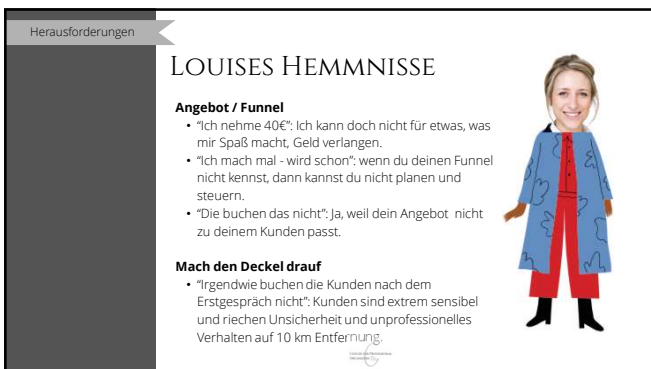 Herausforderungen
LOUISES HEMMNISSE
Angebot / Funnel
• “Ich nehme 40€”: Ich kann doch nicht für etwas, was
mir Spaß macht, Geld verlangen.
• “Ich mach mal - wird schon”: wenn du deinen Funnel
nicht kennst, dann kannst du nicht planen und
steuern.
• “Die buchen das nicht”: Ja, weil dein Angebot nicht
zu deinem Kunden passt.
Mach den Deckel drauf
• “Irgendwie buchen die Kunden nach dem
Erstgespräch nicht”: Kunden sind extrem sensibel
und riechen Unsicherheit und unprofessionelles
Verhalten auf 10 km Entfernung.